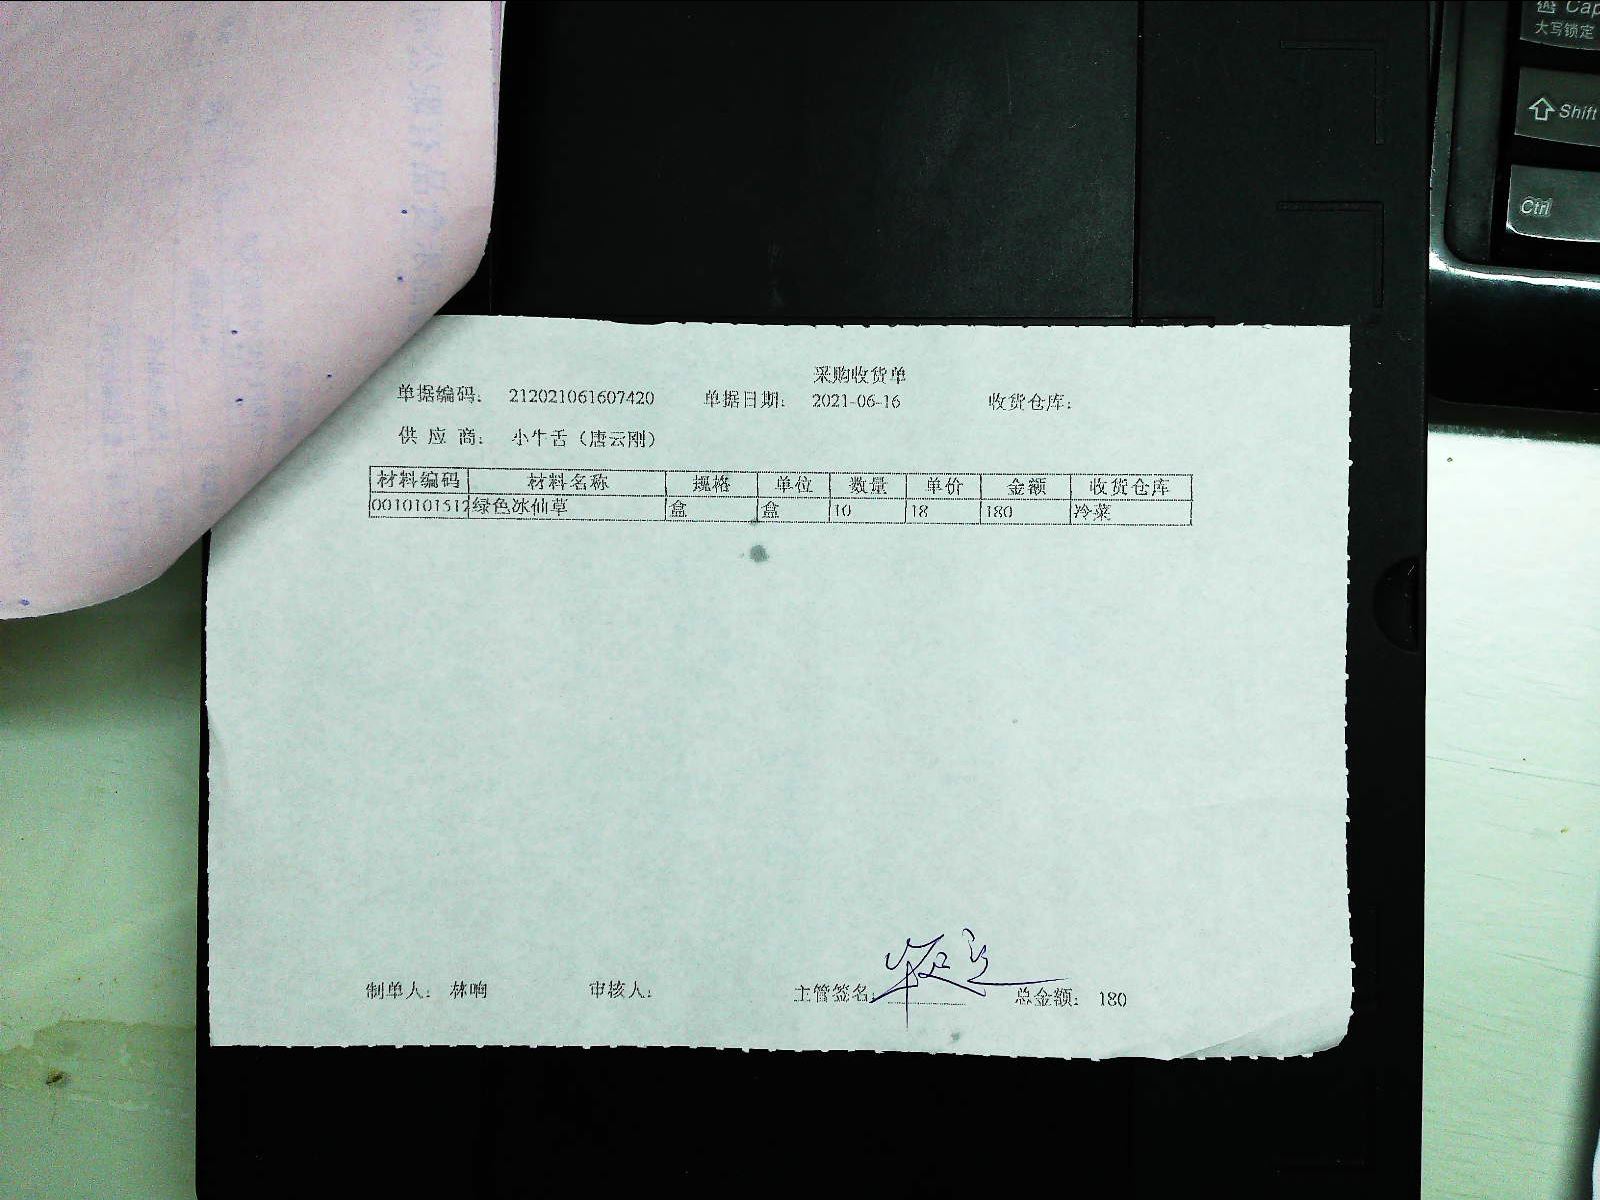 Cap
大写锁定
Shift
Ctrl
采购收货单
单据编码: 212021061607420 单据日期: 2021-06-16 收货仓库:
供应商: 小牛舌(唐云刚)
材料编码 材料名称 规格 单位 数量 单价 金额 收货仓库
0010101512 绿色冰仙草 盒 盒 10 18 180 冷菜
制单人: 林响 审核人: 主管签名: 总金额: 180